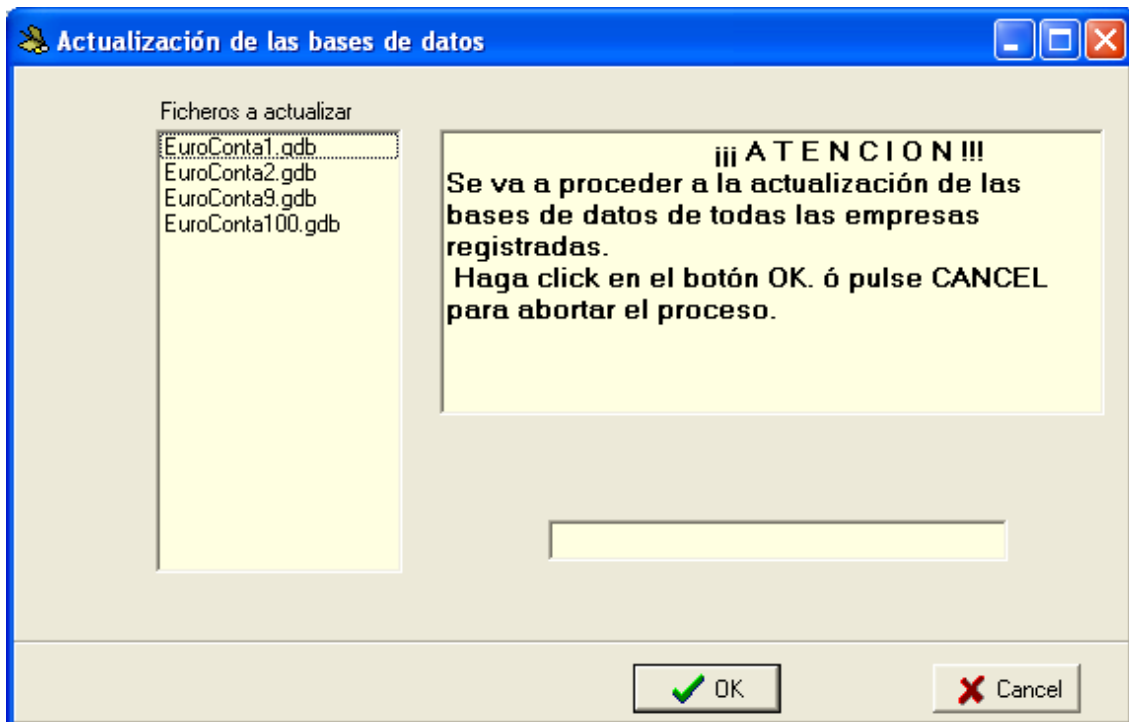 Actualización de las bases de datos
Ficheros a actualizar
EuroConta1.gdb
EuroConta2.gdb
EuroConta9.gdb
EuroConta100.gdb
¡¡¡ A T E N C I O N !!!
Se va a proceder a la actualización de las
bases de datos de todas las empresas
registradas.
Haga click en el botón OK. ó pulse CANCEL
para abortar el proceso.
OK
Cancel